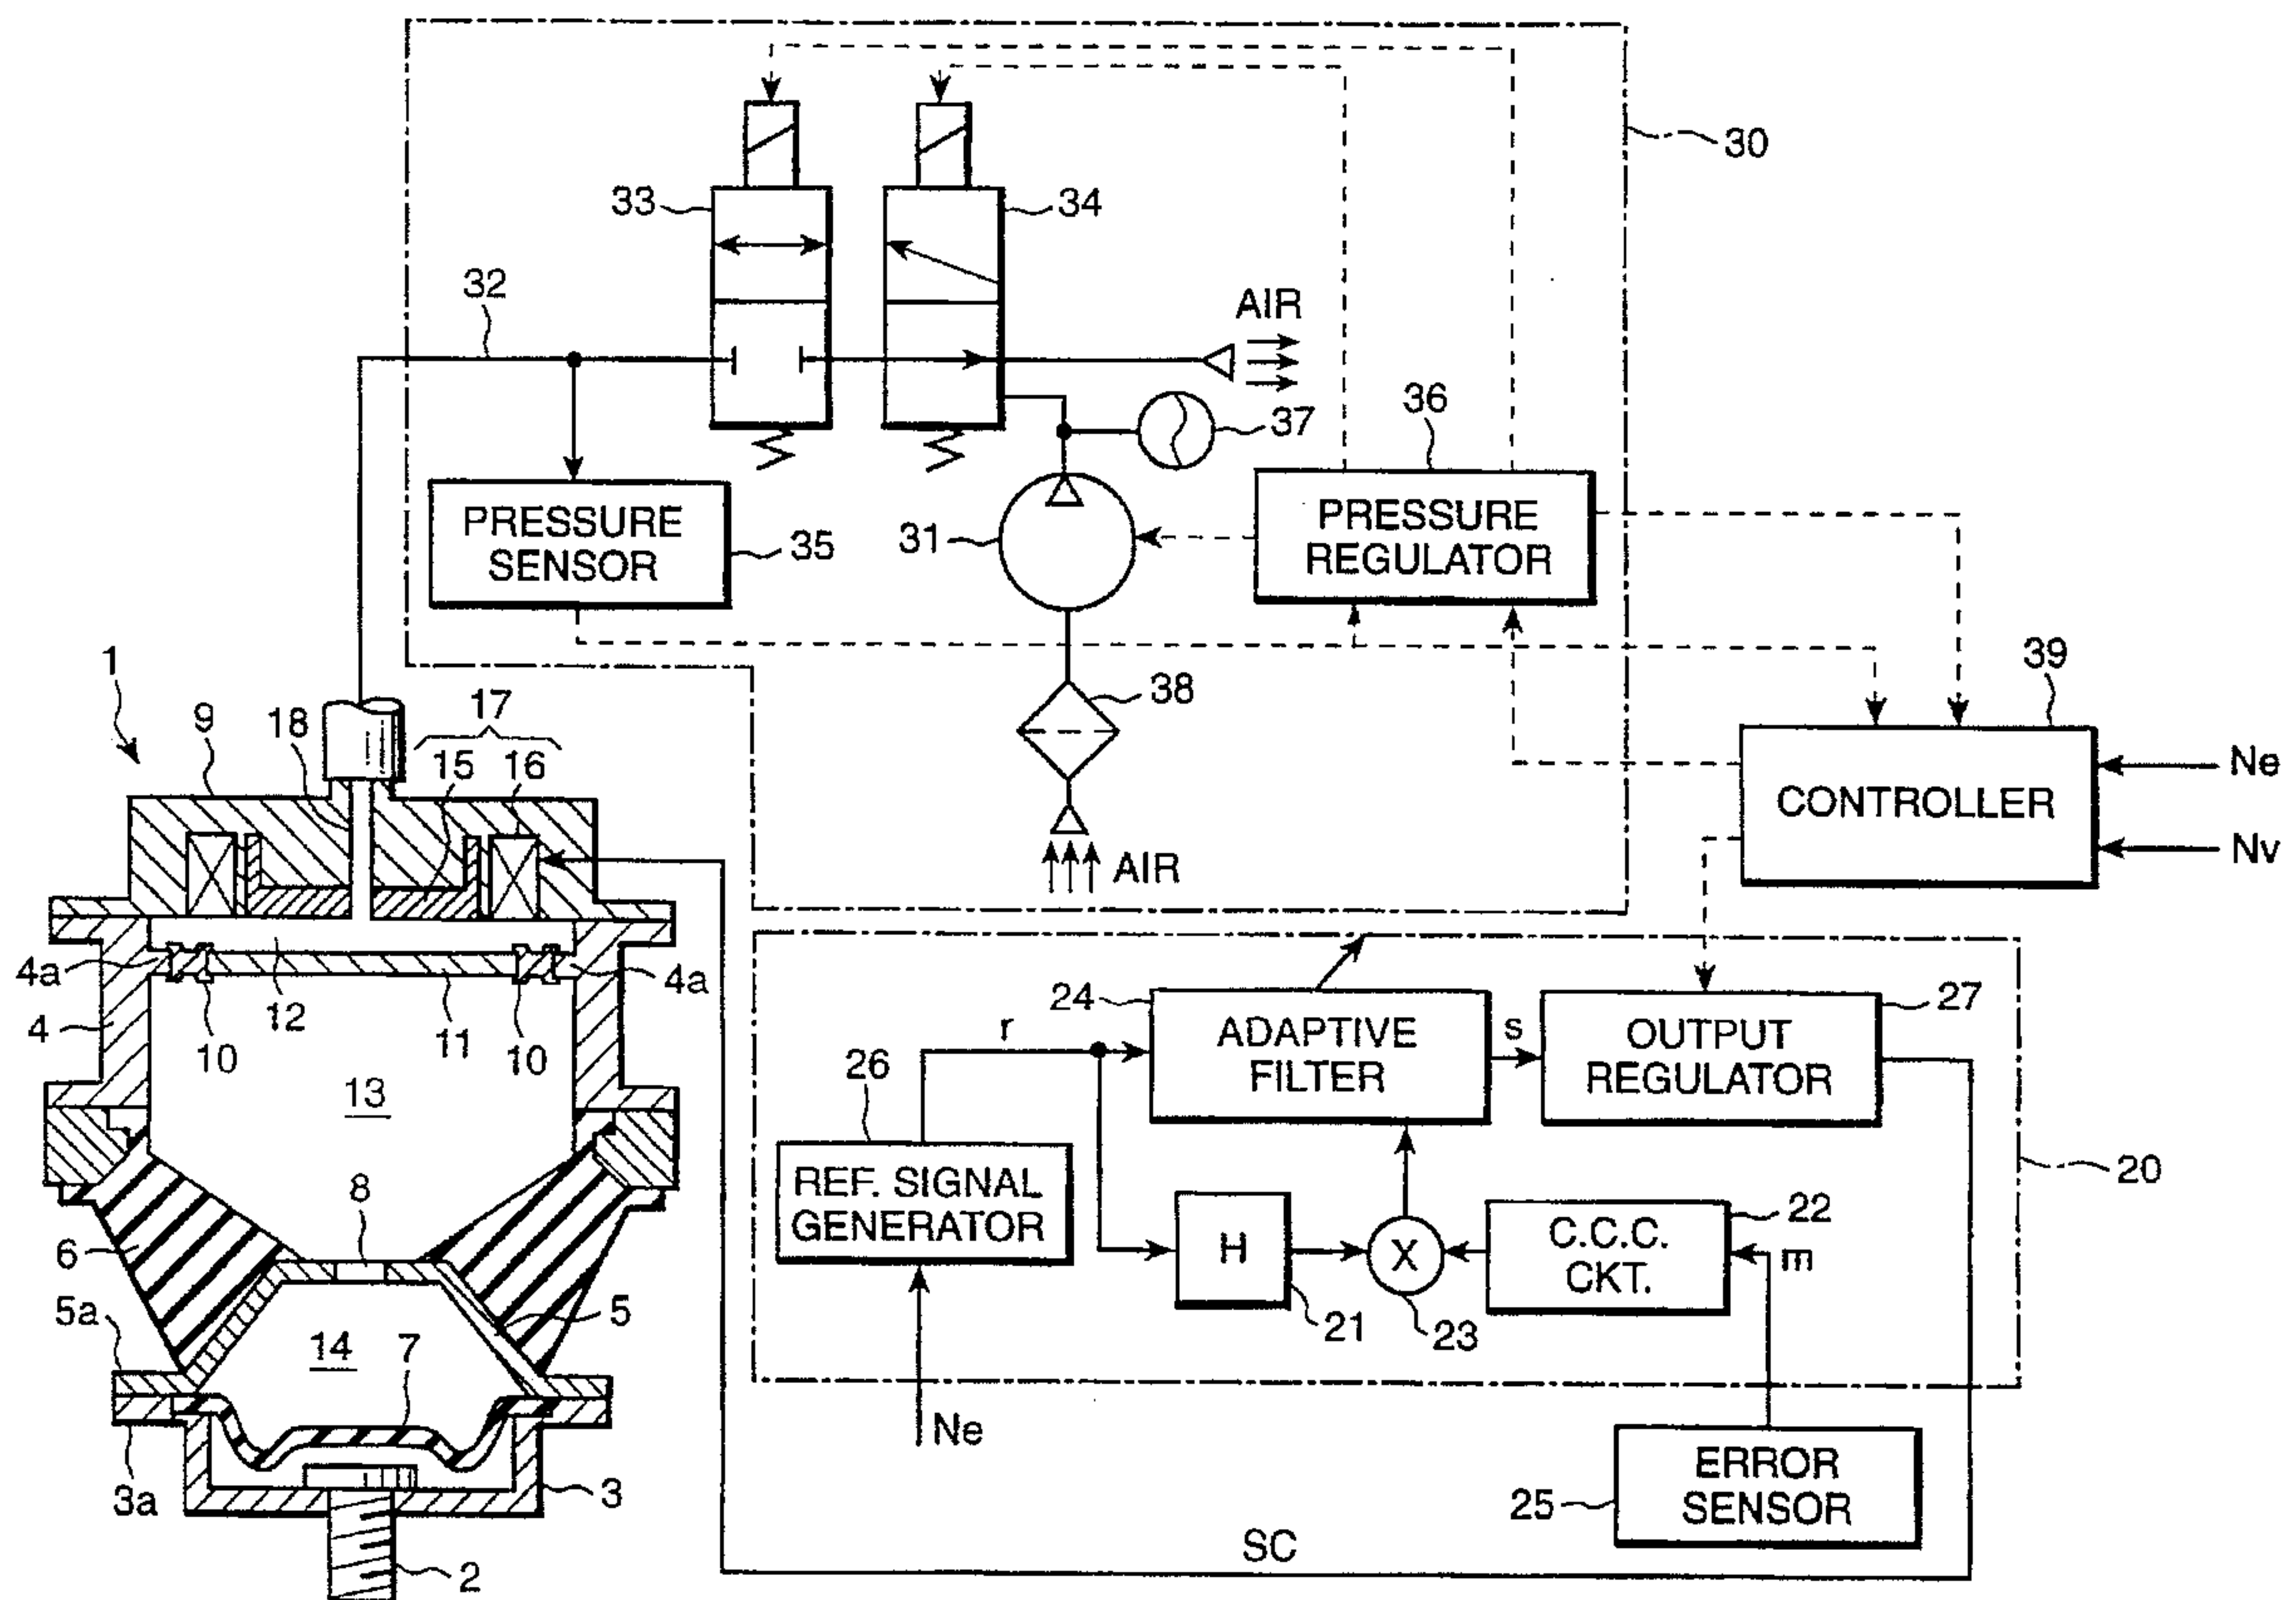 30
33
34
32
AIR
36
37
PRESSURE
SENSOR
35
31
PRESSURE
REGULATOR
1
9
18
17
15
16
38
39
AIR
CONTROLLER
Ne
Nv
4a
4a
4
10
12
11
10
13
24
ADAPTIVE
FILTER
r
s
OUTPUT
REGULATOR
27
26
REF. SIGNAL
GENERATOR
20
H
21
X
23
C.C.C.
CKT.
22
E
8
6
5a
5
14
7
3a
3
2
Ne
ERROR
SENSOR
25
SC